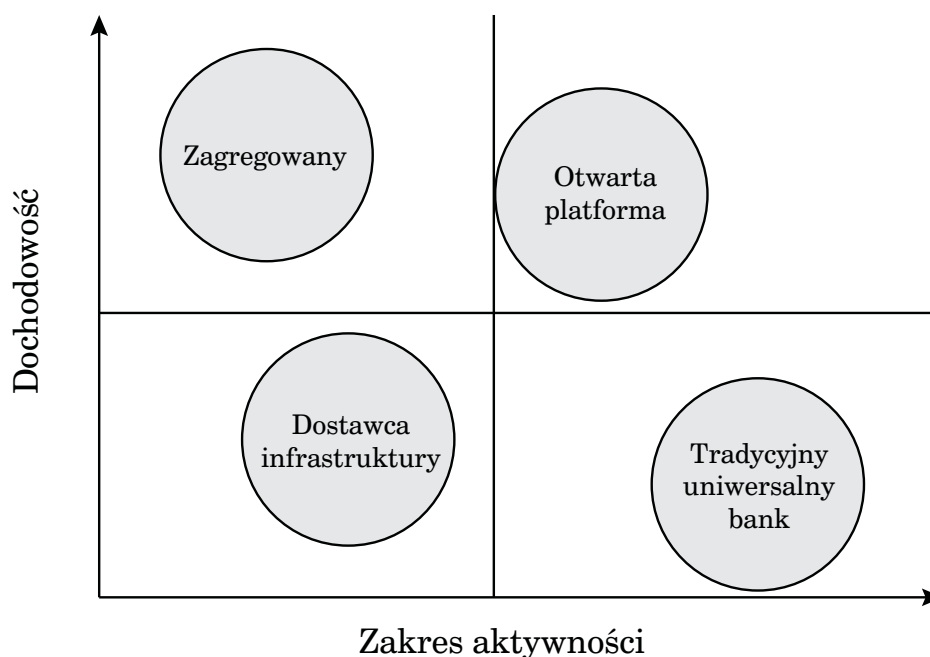 Dochodowość
Zagregowany
Otwarta
platforma
Dostawca
infrastruktury
Tradycyjny
uniwersalny
bank
Zakres aktywności